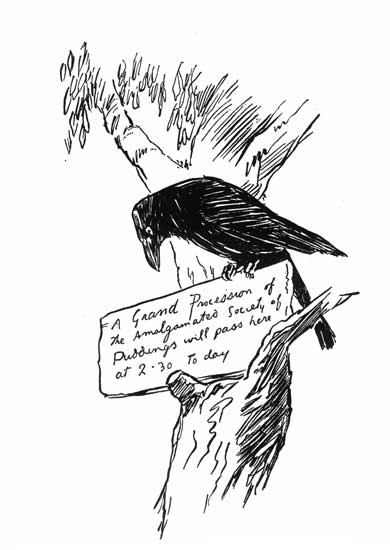 A Grand Procession of
the Amalgamated Society of
Puddings will pass here
at 2.30 to day